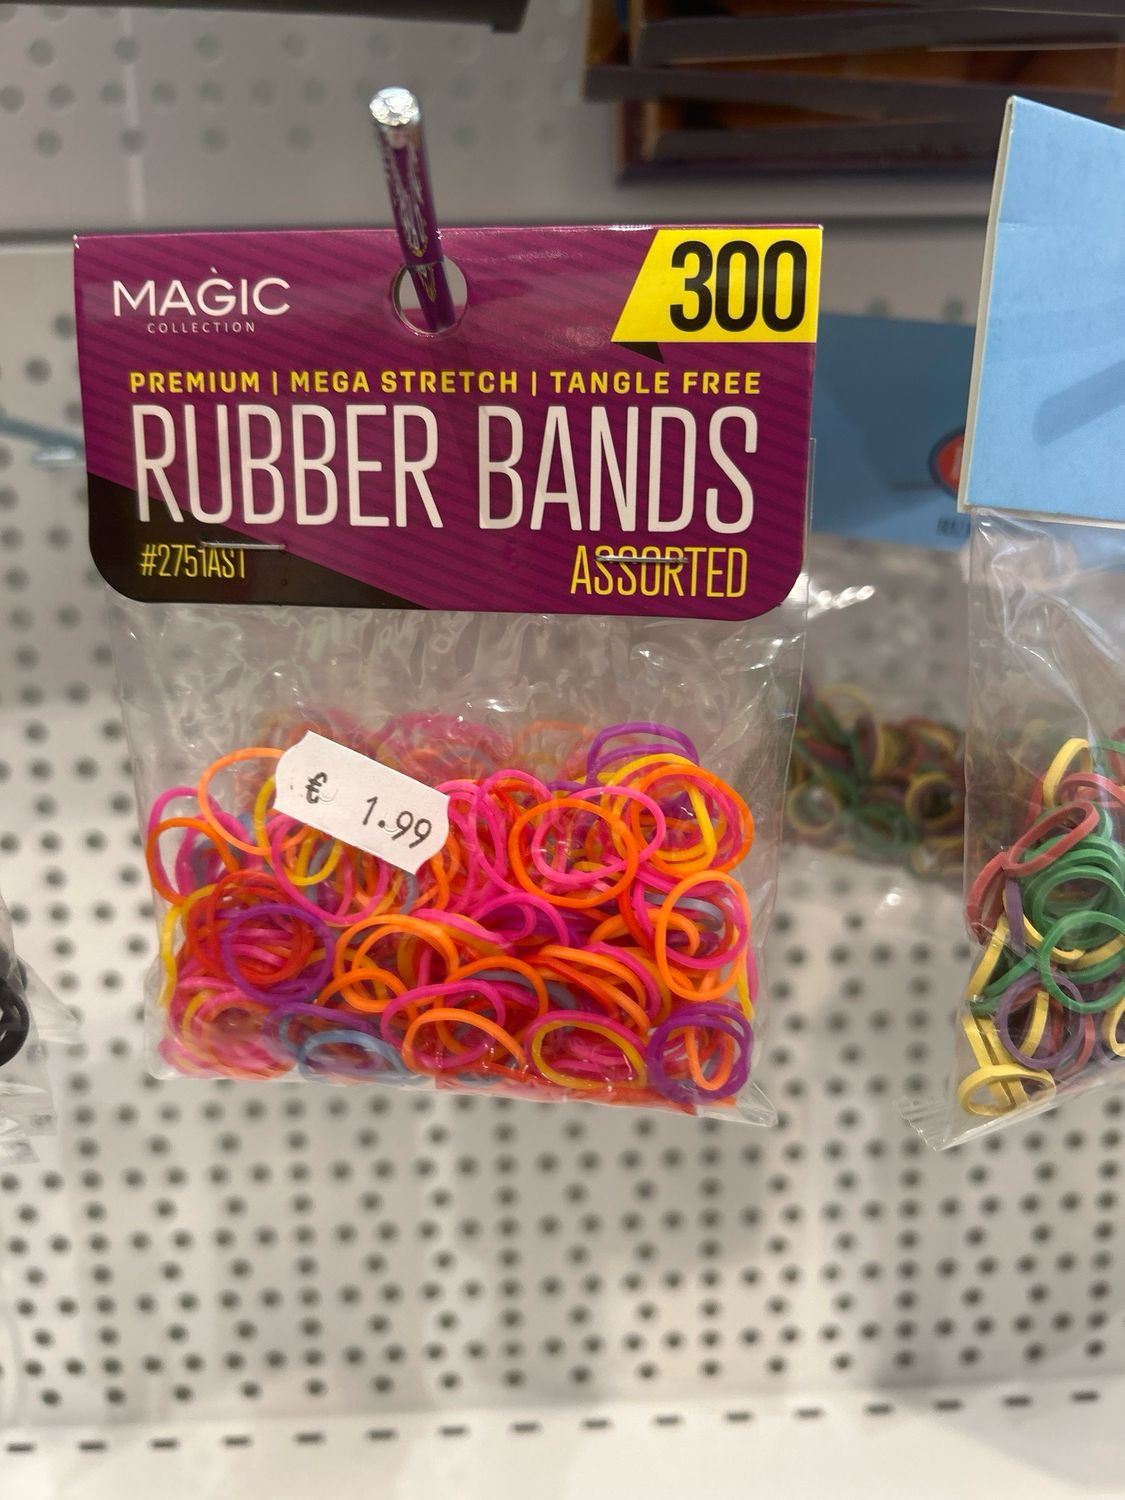 MAGIC
COLLECTION
300
PREMIUM | MEGA STRETCH | TANGLE FREE
RUBBER BANDS
#2751AST
ASSORTED
€ 1.99